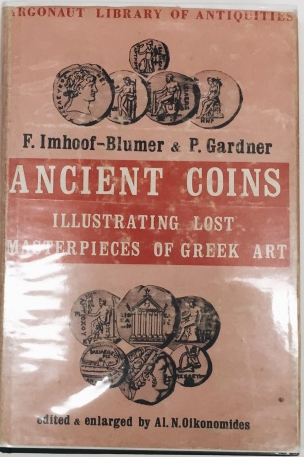 ARGONAUT LIBRARY OF ANTIQUITIES
F. Imhoof-Blumer & P. Gardner
ANCIENT COINS
ILLUSTRATING LOST
MASTERPIECES OF GREEK ART
edited & enlarged by Al. N. Oikonomides